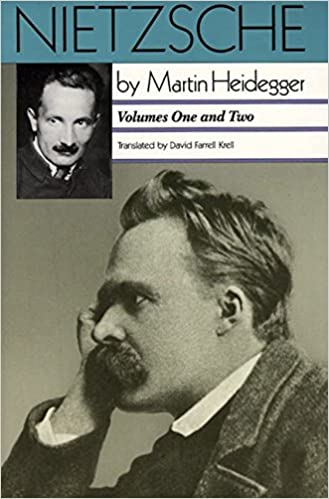 NIETZSCHE
by Martin Heidegger
Volumes One and Two
Translated by David Farrell Krell